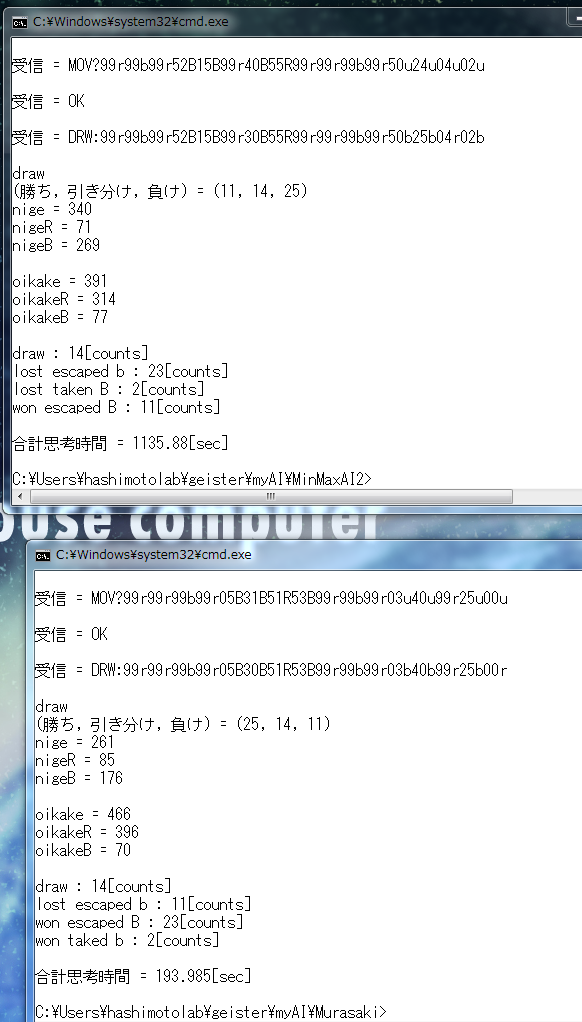 C:¥Windows¥system32¥cmd.exe
受信 = MOV?99r99b99r52B15B99r40B55R99r99r99b99r50u24u04u02u
受信 = OK
受信 = DRW:99r99b99r52B15B99r30B55R99r99r99b99r50b25b04r02b
draw
(勝ち, 引き分け, 負け) = (11, 14, 25)
nige = 340
nigeR = 71
nigeB = 269
oikake = 391
oikakeR = 314
oikakeB = 77
draw : 14[counts]
lost escaped b : 23[counts]
lost taken B : 2[counts]
won escaped B : 11[counts]
合計思考時間 = 1135.88[sec]
C:¥Users¥hashimotolab¥geister¥myAI¥MinMaxAI2>
ouse computer
C:¥Windows¥system32¥cmd.exe
受信 = MOV?99r99r99b99r05B31B51R53B99r99b99r03u40u99r25u00u
受信 = OK
受信 = DRW:99r99r99b99r05B30B51R53B99r99b99r03b40b99r25b00r
draw
(勝ち, 引き分け, 負け) = (25, 14, 11)
nige = 261
nigeR = 85
nigeB = 176
oikake = 466
oikakeR = 396
oikakeB = 70
draw : 14[counts]
lost escaped b : 11[counts]
won escaped B : 23[counts]
won taked b : 2[counts]
合計思考時間 = 193.985[sec]
C:¥Users¥hashimotolab¥geister¥myAI¥Murasaki>